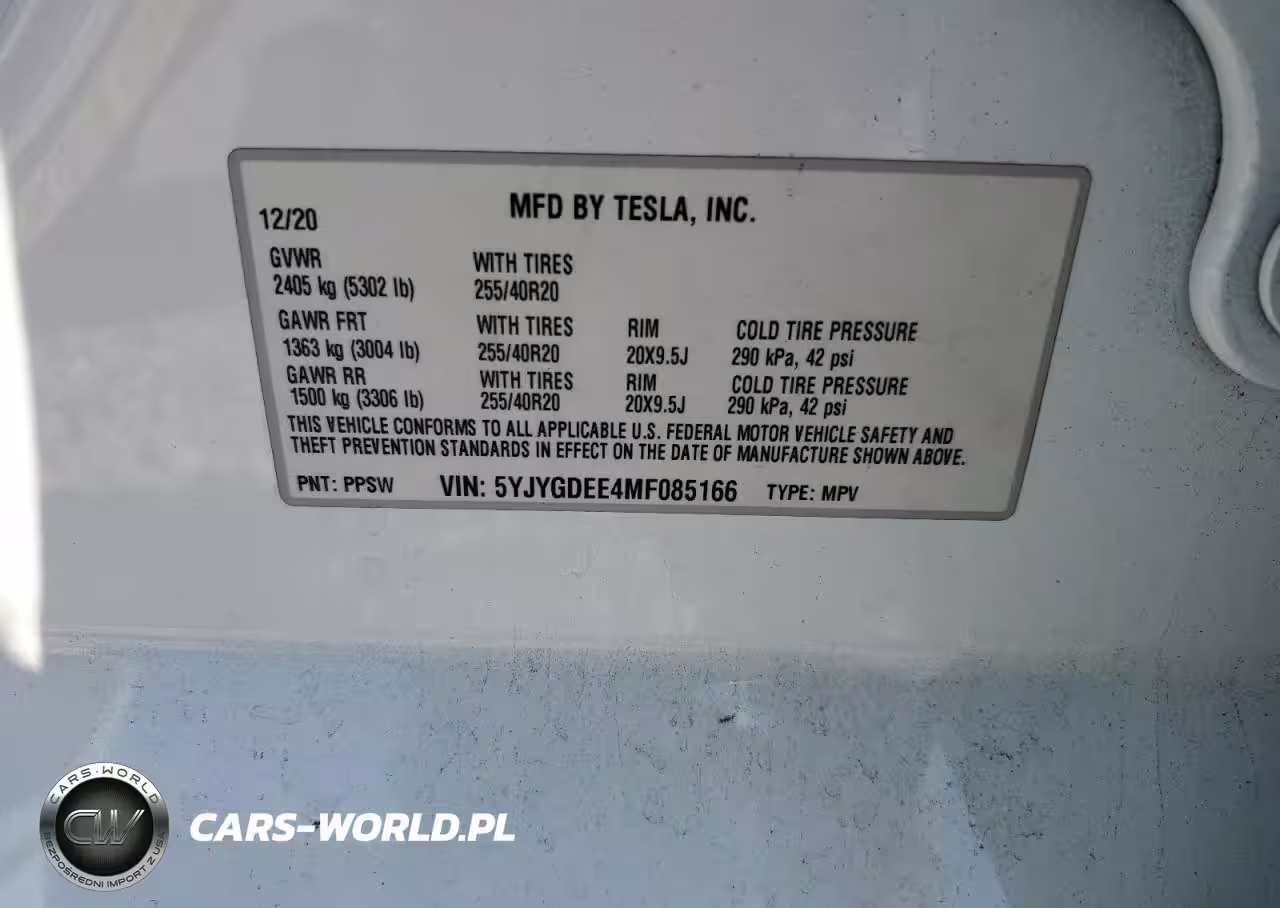 12/20 MFD BY TESLA, INC.
GVWR WITH TIRES
2405 kg (5302 lb) 255/40R20
GAWR FRT WITH TIRES RIM COLD TIRE PRESSURE
1363 kg (3004 lb) 255/40R20 20X9.5J 290 kPa, 42 psi
GAWR RR WITH TIRES RIM COLD TIRE PRESSURE
1500 kg (3306 lb) 255/40R20 20X9.5J 290 kPa, 42 psi
THIS VEHICLE CONFORMS TO ALL APPLICABLE U.S. FEDERAL MOTOR VEHICLE SAFETY AND
THEFT PREVENTION STANDARDS IN EFFECT ON THE DATE OF MANUFACTURE SHOWN ABOVE.
PNT: PPSW VIN: 5YJYGDEE4MF085166 TYPE: MPV
CARS-WORLD
CW
BEZPOŚREDNI IMPORT Z USA
CARS-WORLD.PL